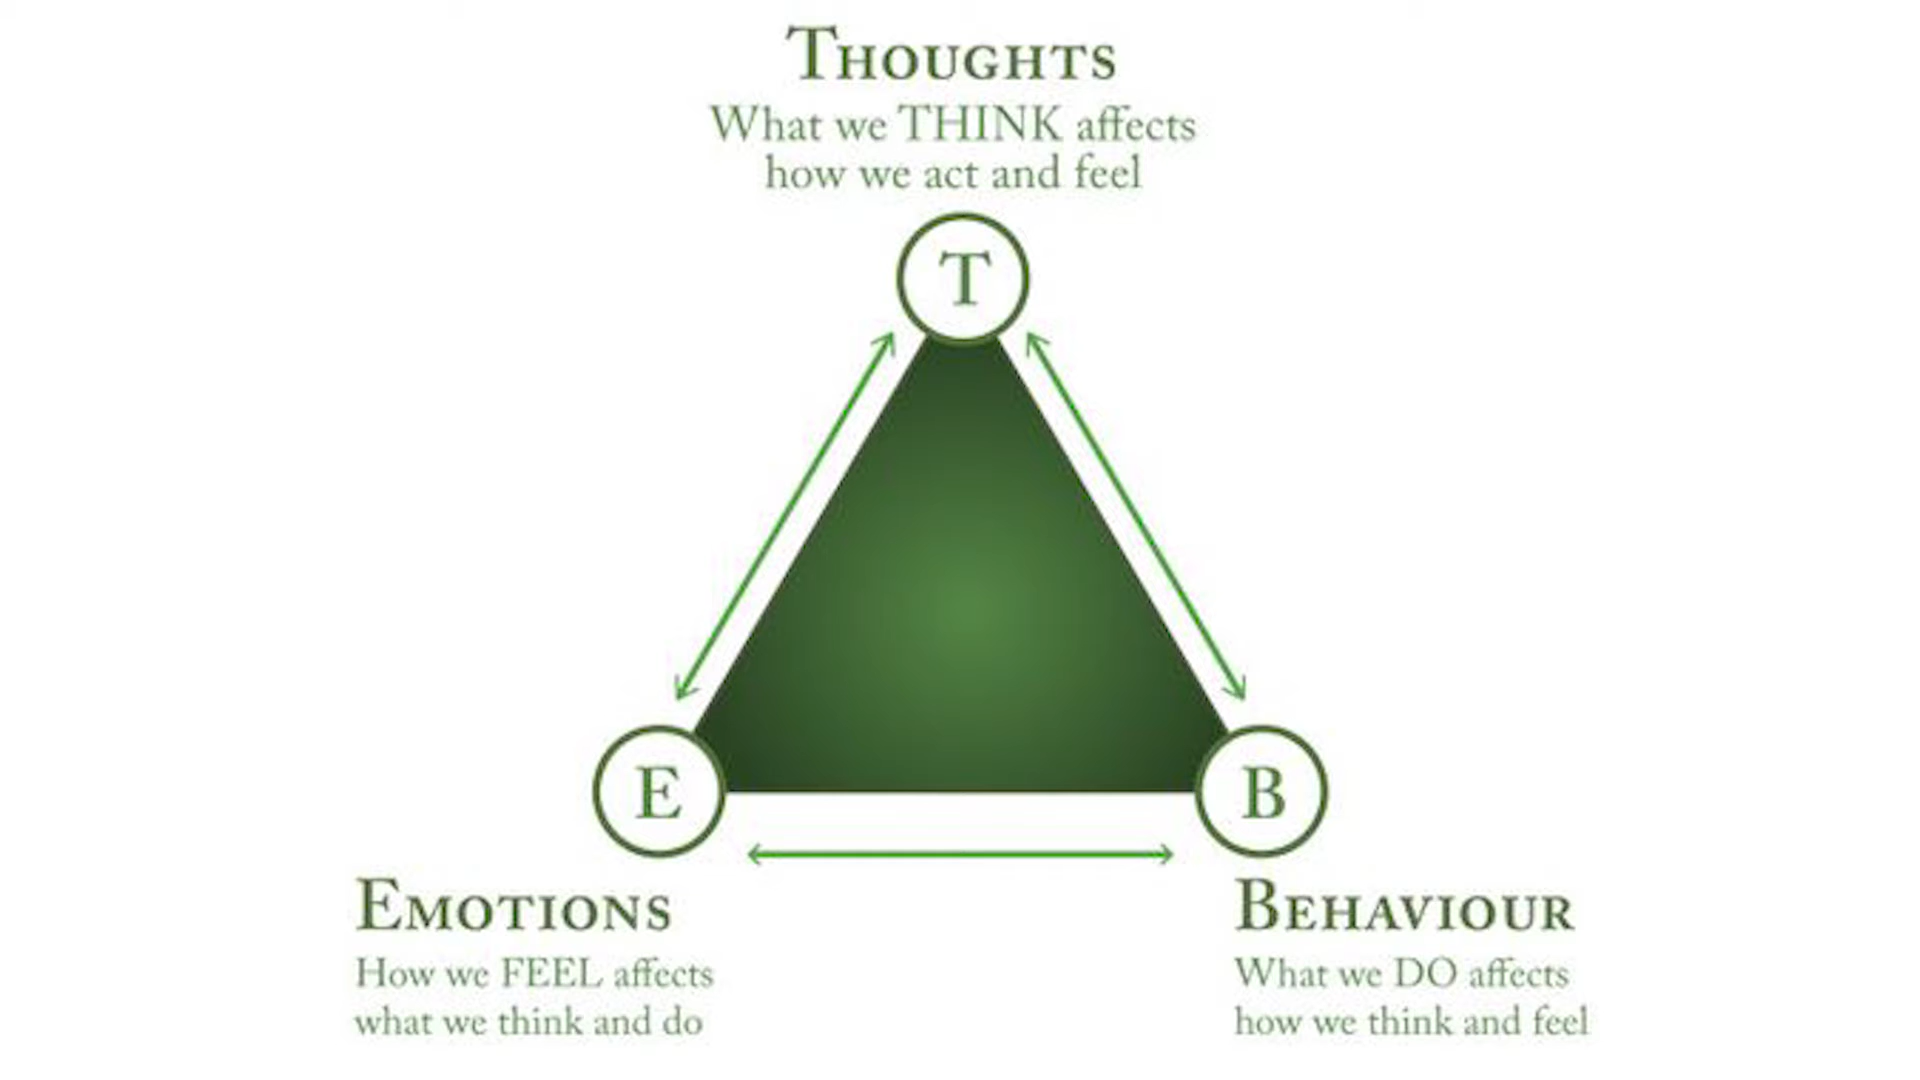 THOUGHTS
What we THINK affects
how we act and feel
T
E
B
EMOTIONS
How we FEEL affects
what we think and do
BEHAVIOUR
What we DO affects
how we think and feel